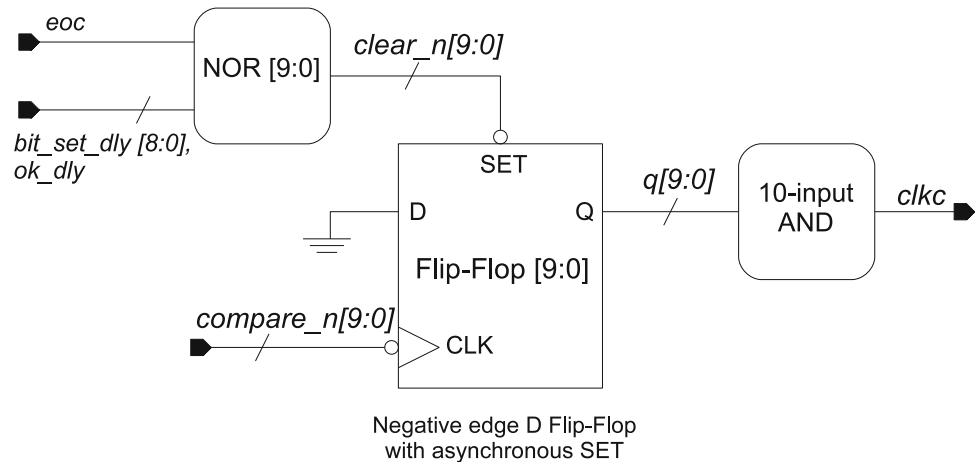 eoc
NOR [9:0]
clear_n[9:0]
bit_set_dly [8:0],
ok_dly
SET
D
Q
q[9:0]
10-input
AND
clkc
Flip-Flop [9:0]
compare_n[9:0]
CLK
Negative edge D Flip-Flop
with asynchronous SET